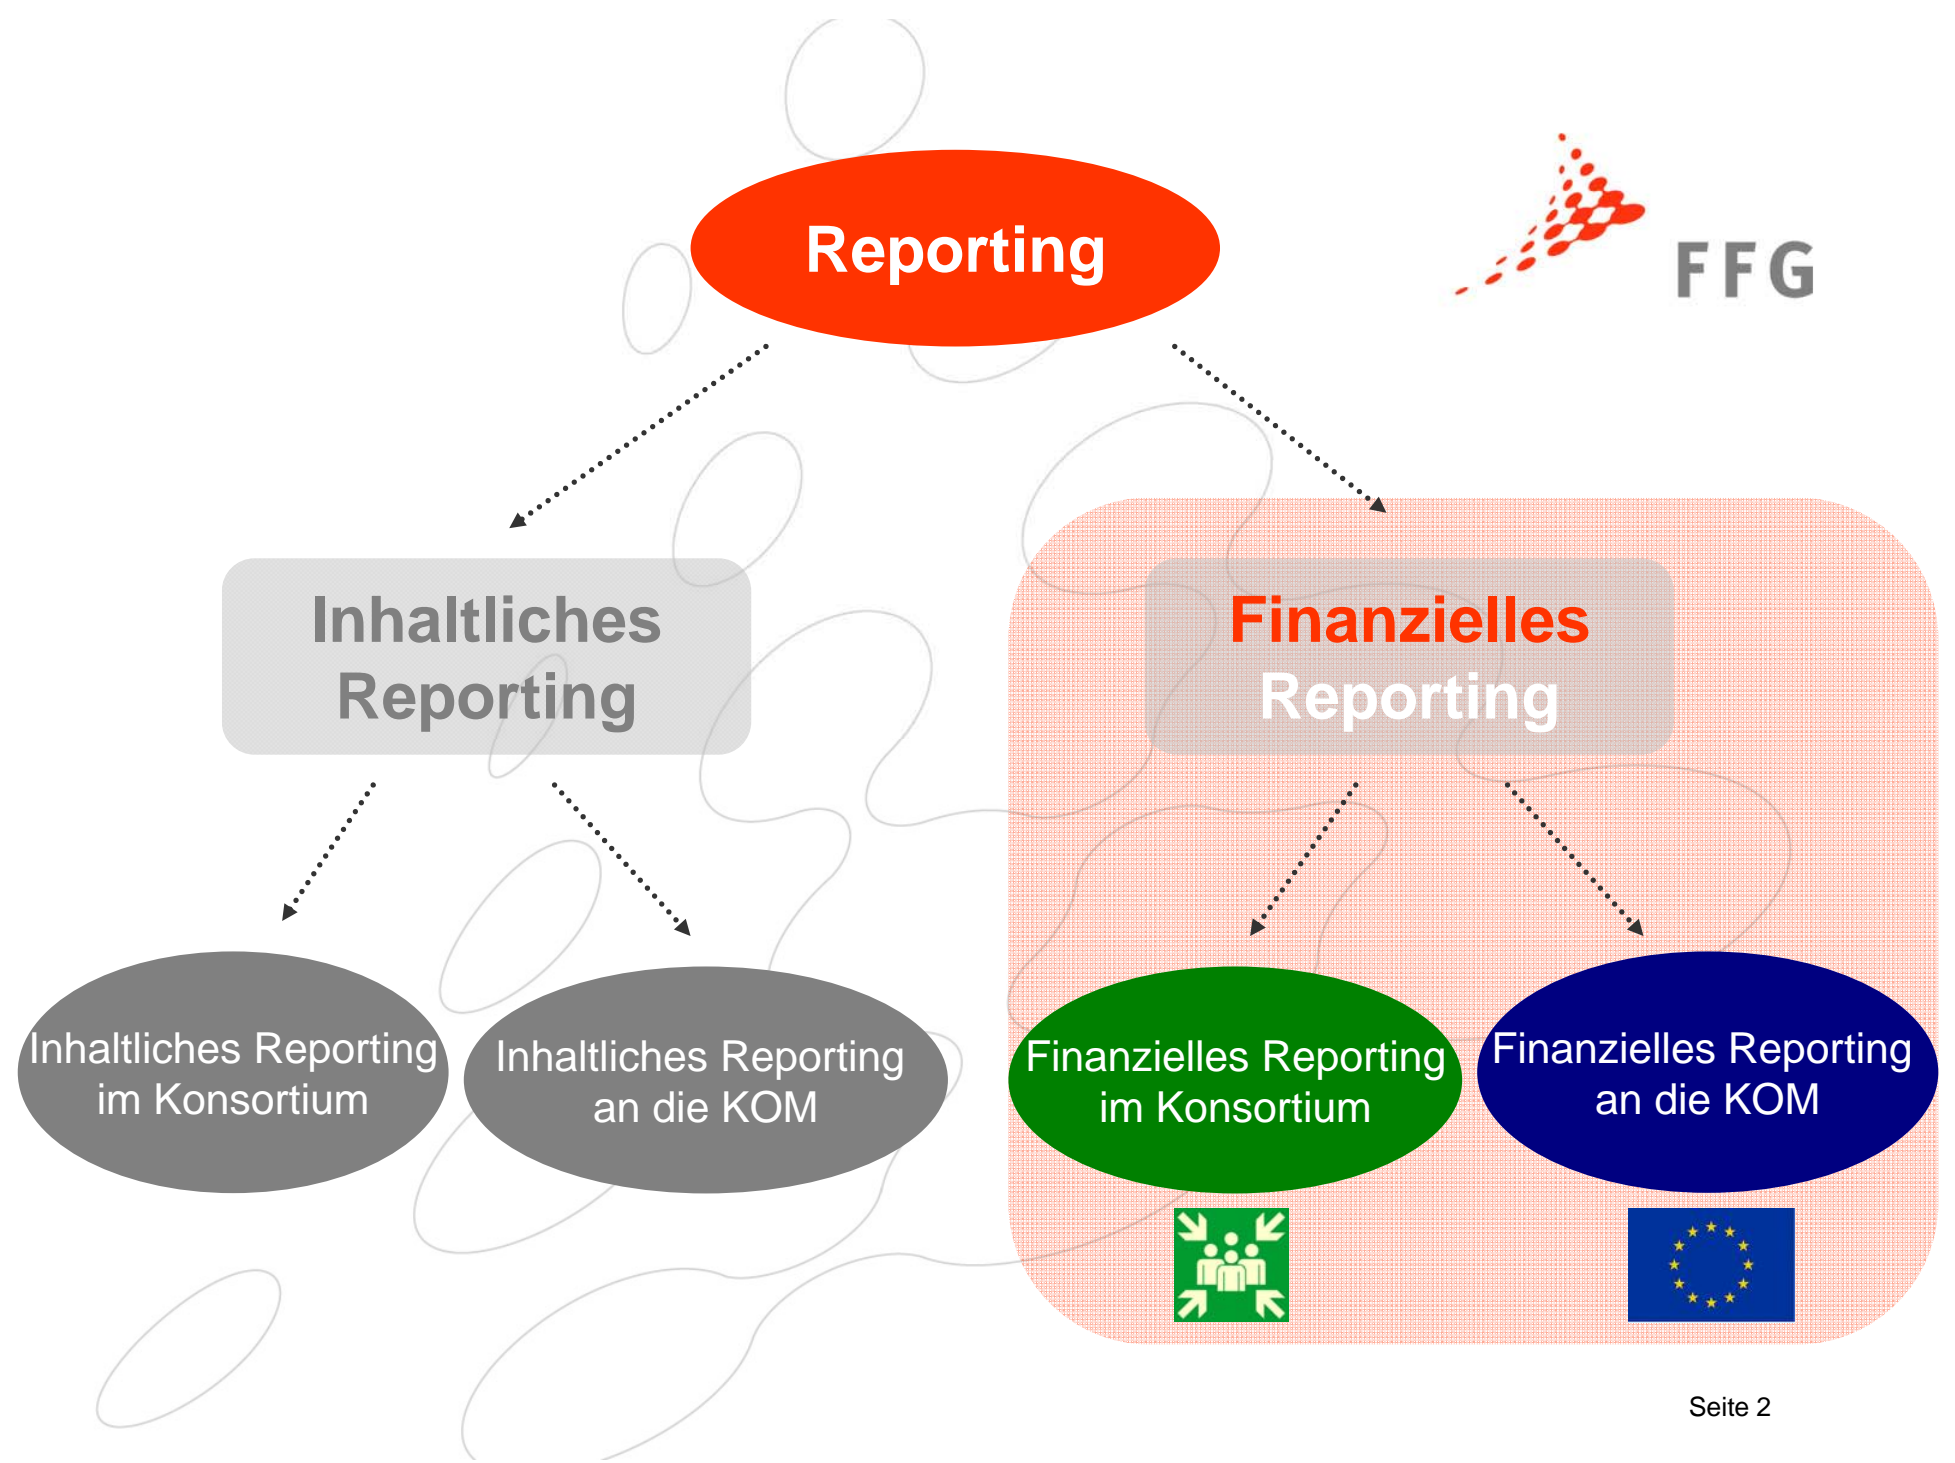 Reporting
FFG
Inhaltliches
Reporting
Finanzielles
Reporting
Inhaltliches Reporting
im Konsortium
Inhaltliches Reporting
an die KOM
Finanzielles Reporting
im Konsortium
Finanzielles Reporting
an die KOM
Seite 2